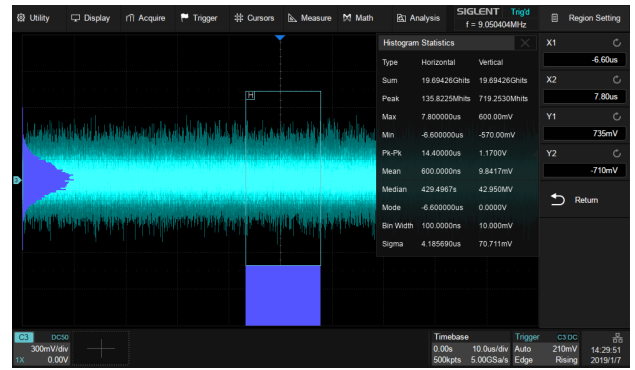 Utility Display Acquire Trigger Cursors Measure Math Analysis SIGLENT Trig'd Region Setting
f = 9.050404MHz
Histogram Statistics
Type Horizontal Vertical
Sum 19.69426Ghits 19.69426Ghits
Peak 135.8225Mhits 719.2530Mhits
Max 7.800000us 600.00mV
Min -6.600000us -570.00mV
Pk-Pk 14.40000us 1.1700V
Mean 600.0000ns 9.8417mV
Median 429.4967s 42.950MV
Mode -6.600000us 0.0000V
Bin Width 100.0000ns 10.000mV
Sigma 4.185690us 70.711mV
X1
-6.60us
X2
7.80us
Y1
735mV
Y2
-710mV
Return
H
C3 DC50
300mV/div
1X 0.00V
Timebase
0.00s 10.0us/div
500kpts 5.00GSa/s
Trigger C3 DC
Auto 210mV
Edge Rising
14:29:51
2019/1/7